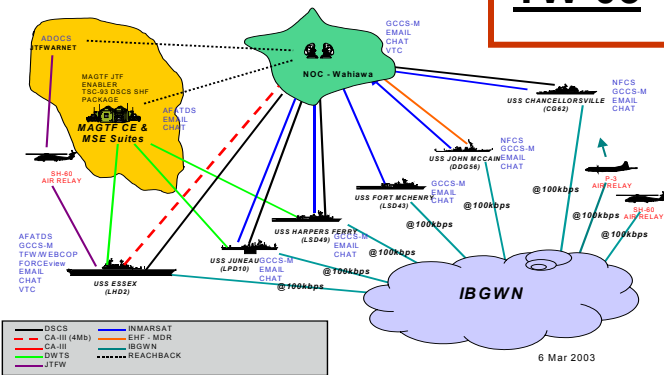 TW-03
ADOCS
JTFWARNET
MAGTF JTF
ENABLER
TSC-93 DSCS SHF
PACKAGE
MAGTF CE &
MSE Suites
AFATDS
EMAIL
CHAT
GCCS-M
EMAIL
CHAT
VTC
NOC - Wahiawa
NFCS
GCCS-M
EMAIL
CHAT
USS CHANCELLORSVILLE
(CG62)
NFCS
GCCS-M
EMAIL
CHAT
USS JOHN MCCAIN
(DDG56)
SH-60
AIR RELAY
P-3
AIR RELAY
SH-60
AIR RELAY
GCCS-M
EMAIL
CHAT
USS FORT MCHENRY
(LSD43)
@100kbps
@100kbps
@100kbps
@100kbps
@100kbps
@100kbps
@100kbps
USS HARPERS FERRY
(LSD49)
GCCS-M
EMAIL
CHAT
USS JUNEAU
(LPD10)
GCCS-M
EMAIL
CHAT
AFATDS
GCCS-M
TFW/WEBCOP
FORCEview
EMAIL
CHAT
VTC
USS ESSEX
(LHD2)
IBGWN
DSCS
CA-III (4Mb)
CA-III
DWTS
JTFW
INMARSAT
EHF - MDR
IBGWN
REACHBACK
6 Mar 2003